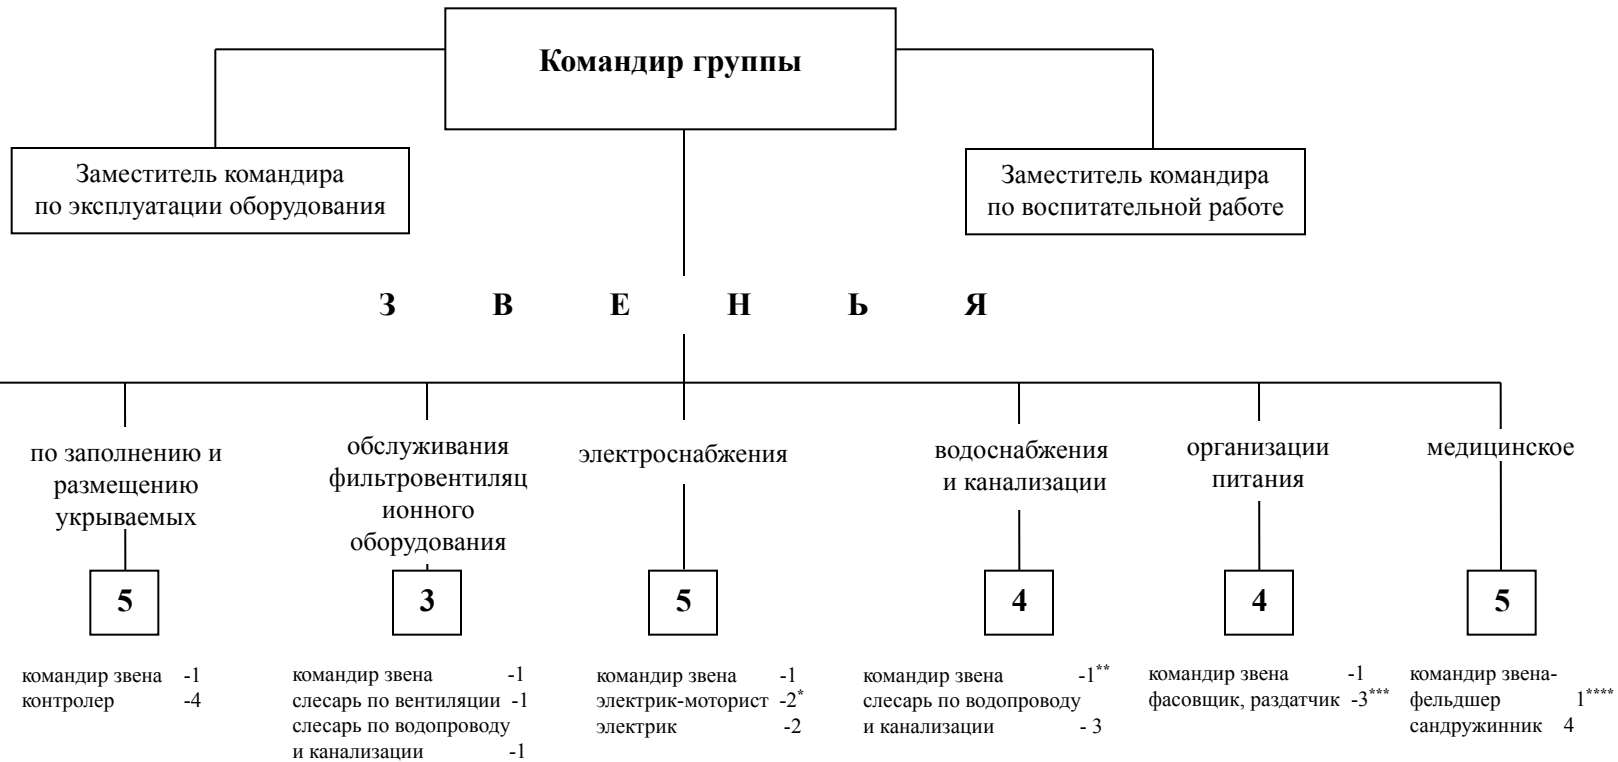 Командир группы
Заместитель командира
по эксплуатации оборудования
Заместитель командира
по воспитательной работе
З В Е Н Ь Я
по заполнению и
размещению
укрываемых
обслуживания
фильтровентиляц
ионного
оборудования
электроснабжения
водоснабжения
и канализации
организации
питания
медицинское
5
3
5
4
4
5
командир звена -1
контролер -4
командир звена -1
слесарь по вентиляции -1
слесарь по водопроводу
и канализации -1
командир звена -1
электрик-моторист -2*
электрик -2
командир звена -1**
слесарь по водопроводу
и канализации - 3
командир звена -1
фасовщик, раздатчик -3***
командир звена-
фельдшер 1****
сандружинник 4